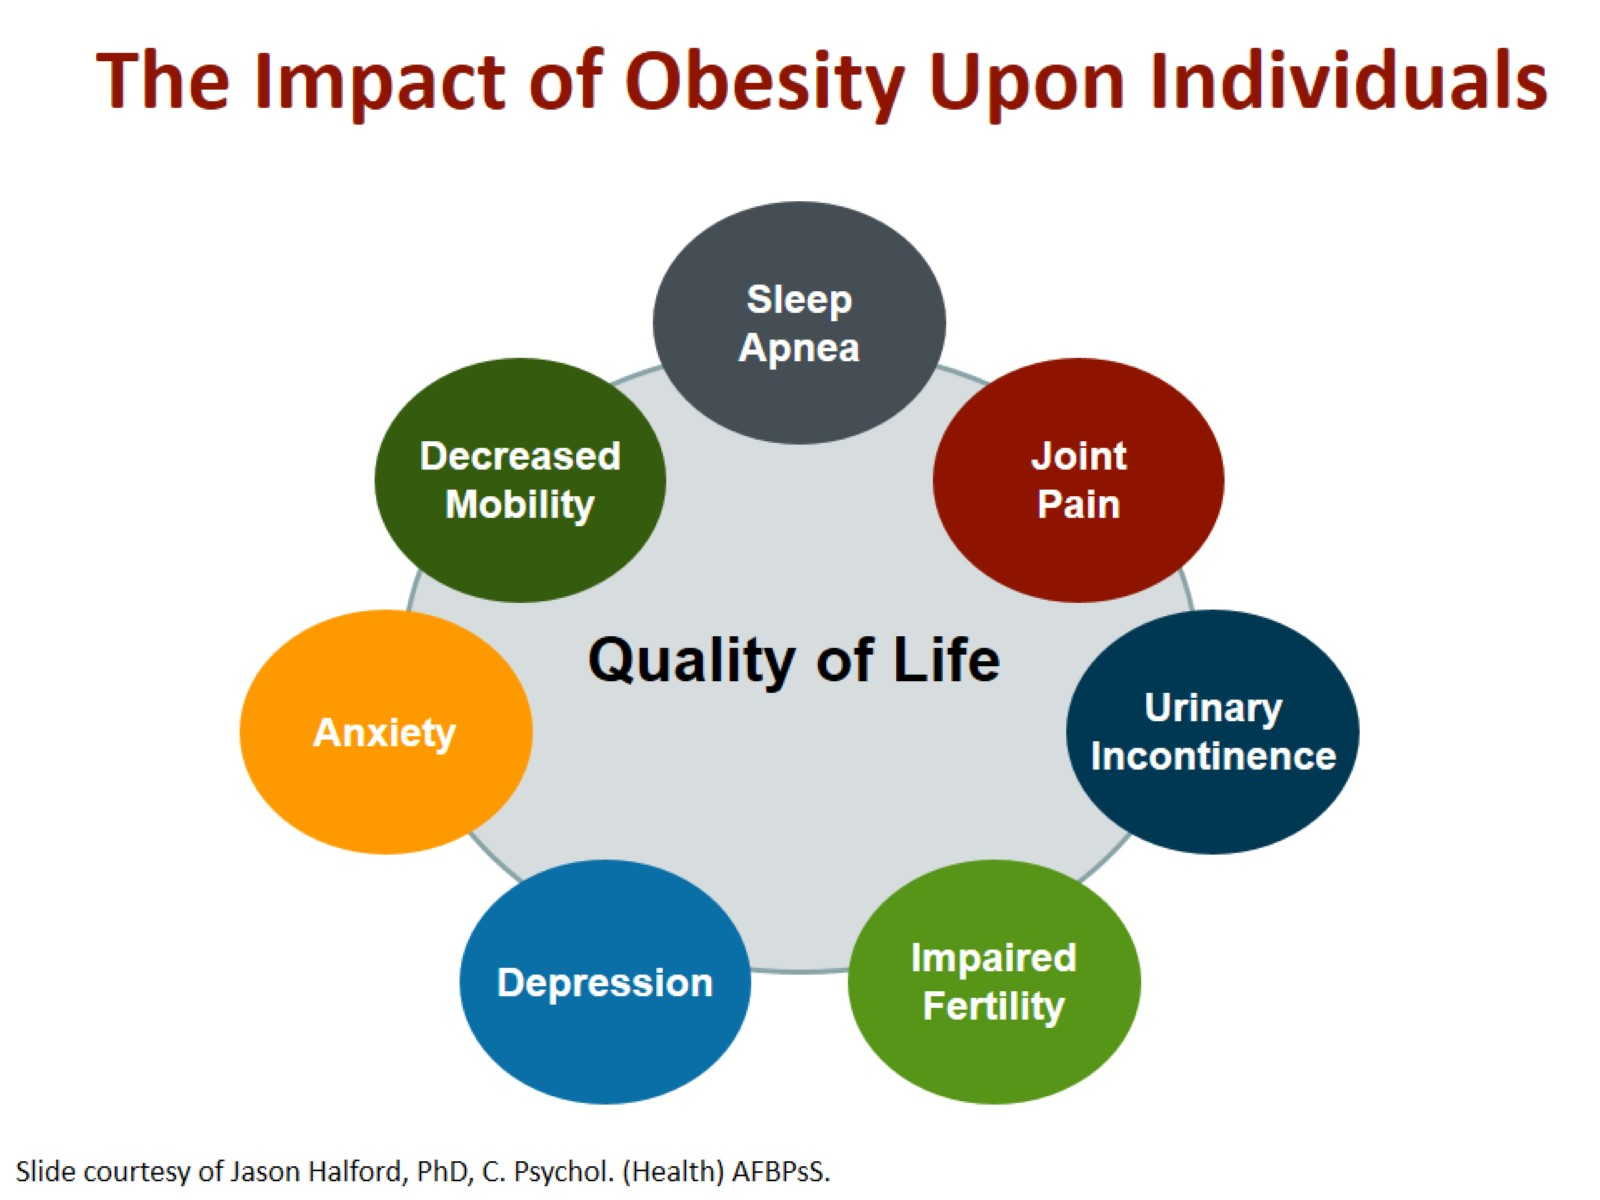 The Impact of Obesity Upon Individuals
Sleep
Apnea
Decreased
Mobility
Joint
Pain
Quality of Life
Anxiety
Urinary
Incontinence
Depression
Impaired
Fertility
Slide courtesy of Jason Halford, PhD, C. Psychol. (Health) AFBPsS.